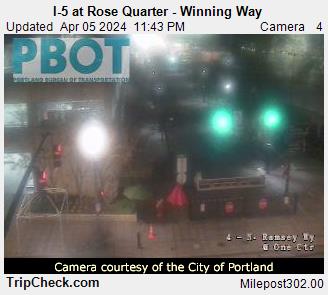 I-5 at Rose Quarter - Winning Way
Updated Apr 05 2024 11:43 PM Camera 4
PBOT
PORTLAND BUREAU OF TRANSPORTATION
4 - N. Ramsey Wy
@ One Ctr
Camera courtesy of the City of Portland
TripCheck.com Milepost302.00